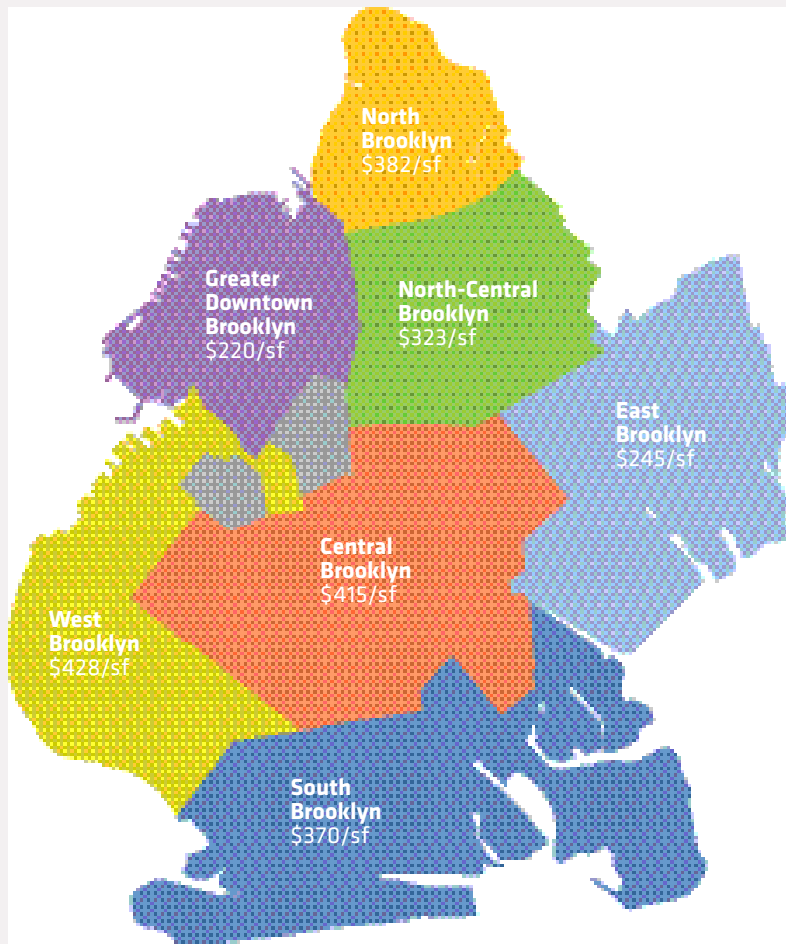 North
Brooklyn
$382/sf
Greater
Downtown
Brooklyn
$220/sf
North-Central
Brooklyn
$323/sf
East
Brooklyn
$245/sf
Central
Brooklyn
$415/sf
West
Brooklyn
$428/sf
South
Brooklyn
$370/sf